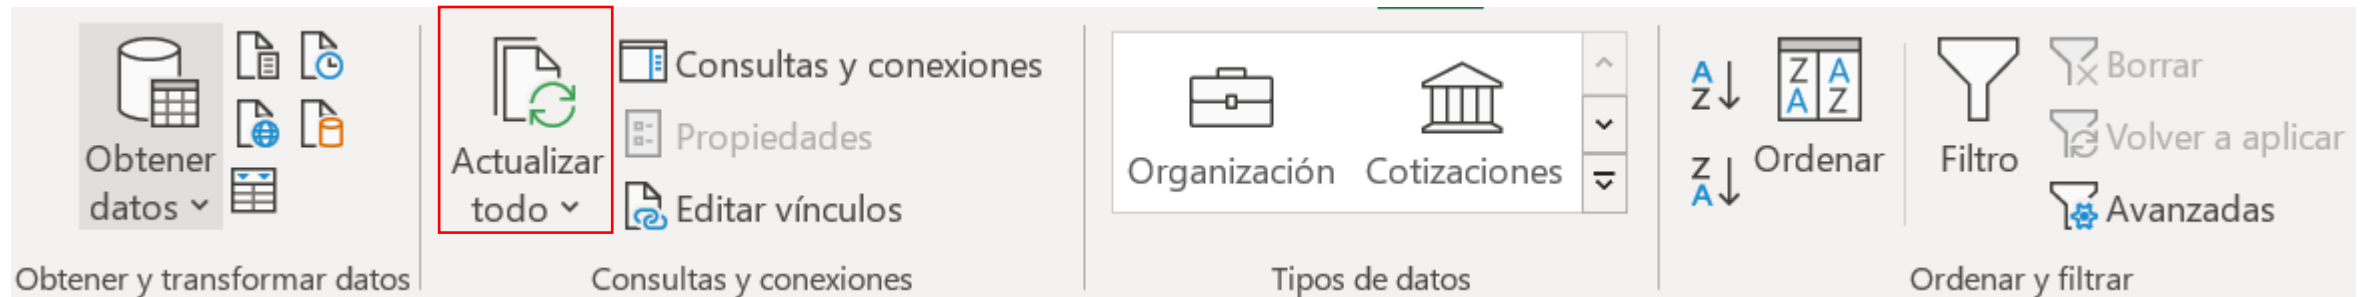 Obtener
datos
Obtener y transformar datos
Actualizar
todo
Consultas y conexiones
Propiedades
Editar vínculos
Consultas y conexiones
Organización
Cotizaciones
Tipos de datos
A
Z
Z
A
Z A
A Z
Ordenar
Filtro
Borrar
Volver a aplicar
Avanzadas
Ordenar y filtrar